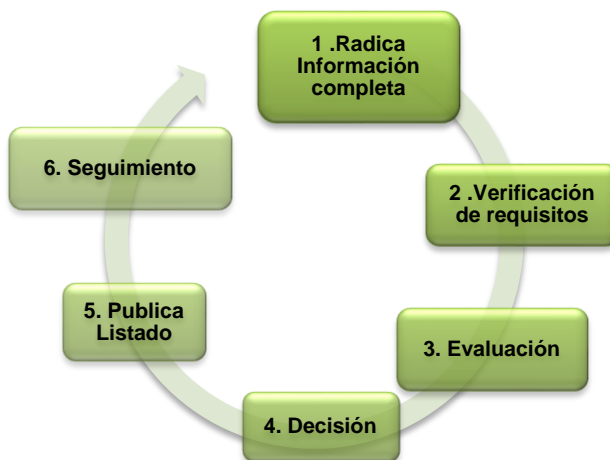 1 .Radica
Información
completa
2 .Verificación
de requisitos
3. Evaluación
4. Decisión
5. Publica
Listado
6. Seguimiento